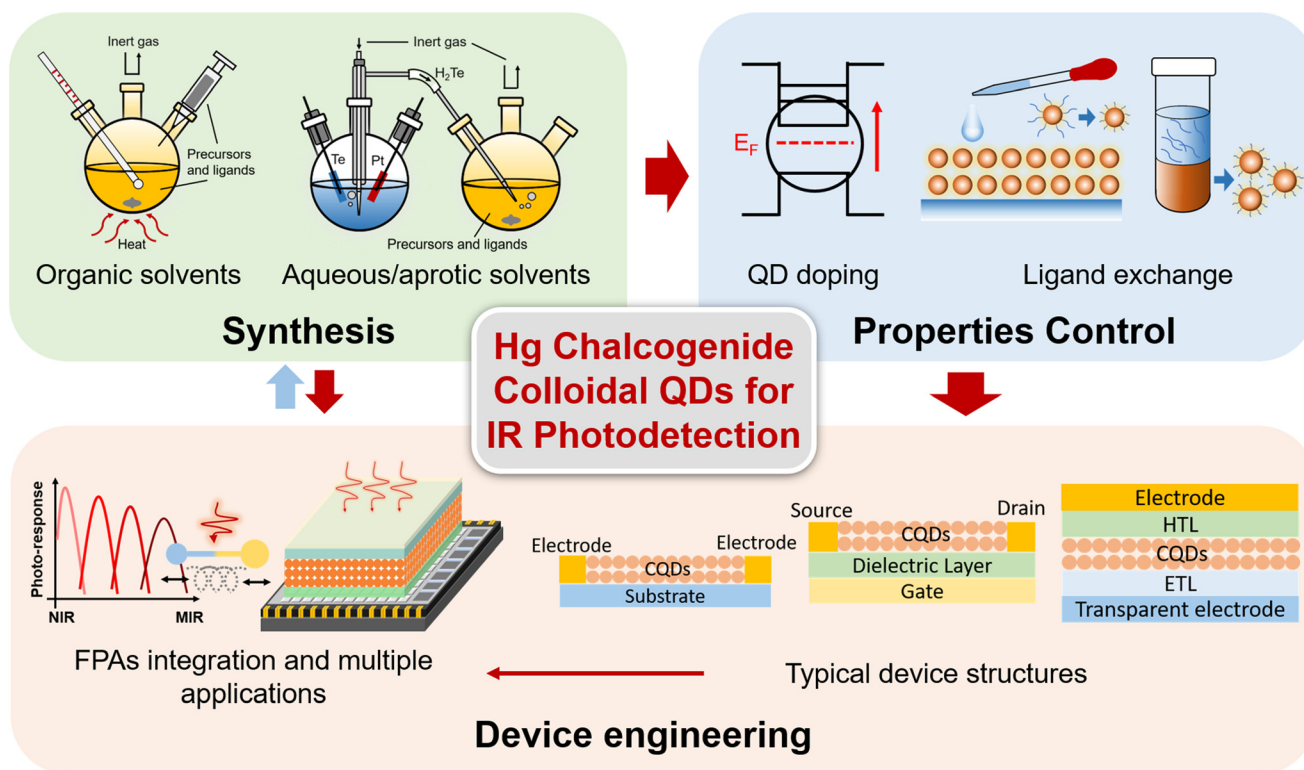 Inert gas
Precursors
and ligands
Heat
Organic solvents
Inert gas
H2Te
Te
Pt
Precursors and ligands
Aqueous/aprotic solvents
Synthesis
EF
QD doping
Ligand exchange
Properties Control
Hg Chalcogenide
Colloidal QDs for
IR Photodetection
Photo-response
NIR
MIR
FPAs integration and multiple
applications
Electrode
Electrode
CQDs
Substrate
Source
Drain
CQDs
Dielectric Layer
Gate
Electrode
HTL
CQDs
ETL
Transparent electrode
Typical device structures
Device engineering